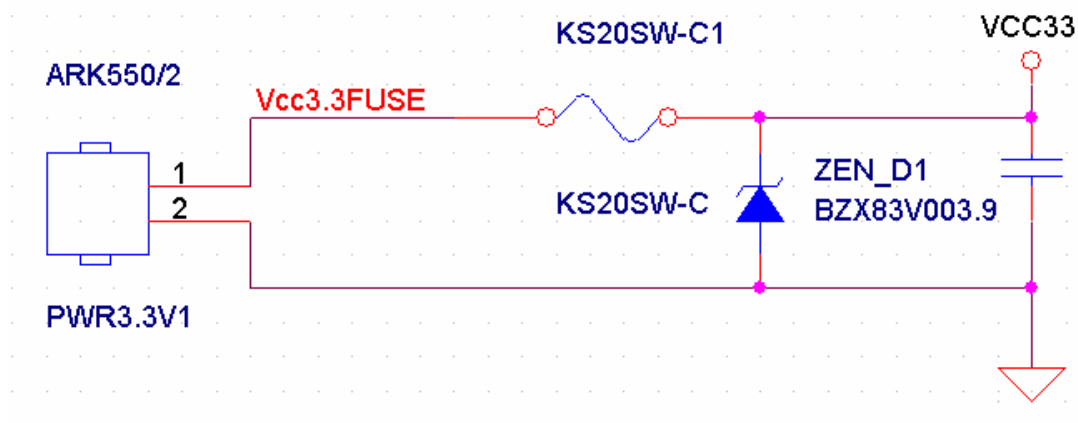 KS20SW-C1
VCC33
ARK550/2
Vcc3.3FUSE
1
2
ZEN_D1
KS20SW-C
BZX83V003.9
PWR3.3V1